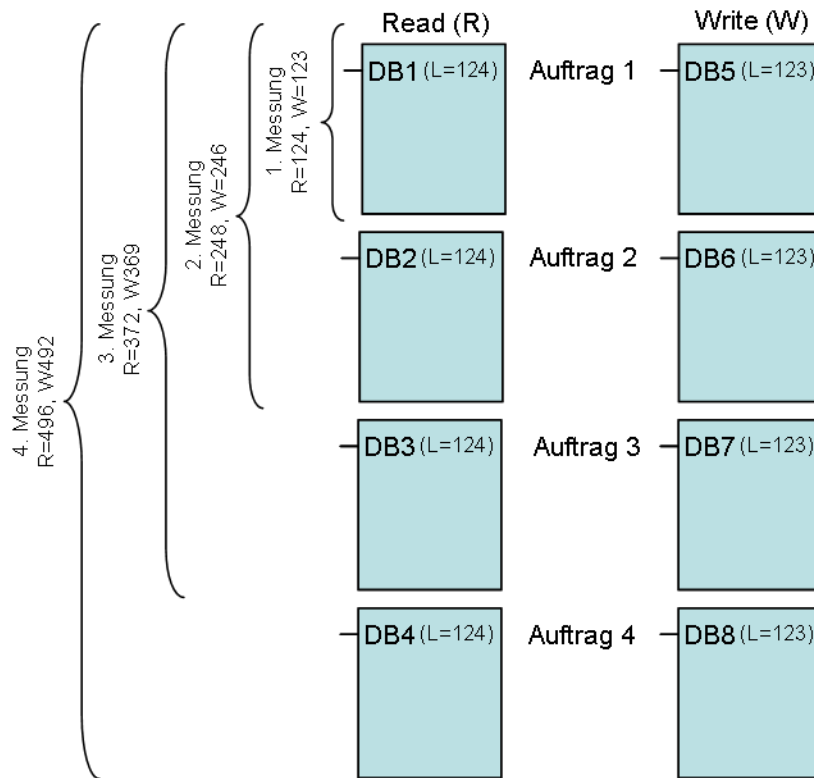 Read (R)
Write (W)
4. Messung
R=496, W492
3. Messung
R=372, W369
2. Messung
R=248, W=246
1. Messung
R=124, W=123
DB1 (L=124)
Auftrag 1
DB5 (L=123)
DB2 (L=124)
Auftrag 2
DB6 (L=123)
DB3 (L=124)
Auftrag 3
DB7 (L=123)
DB4 (L=124)
Auftrag 4
DB8 (L=123)